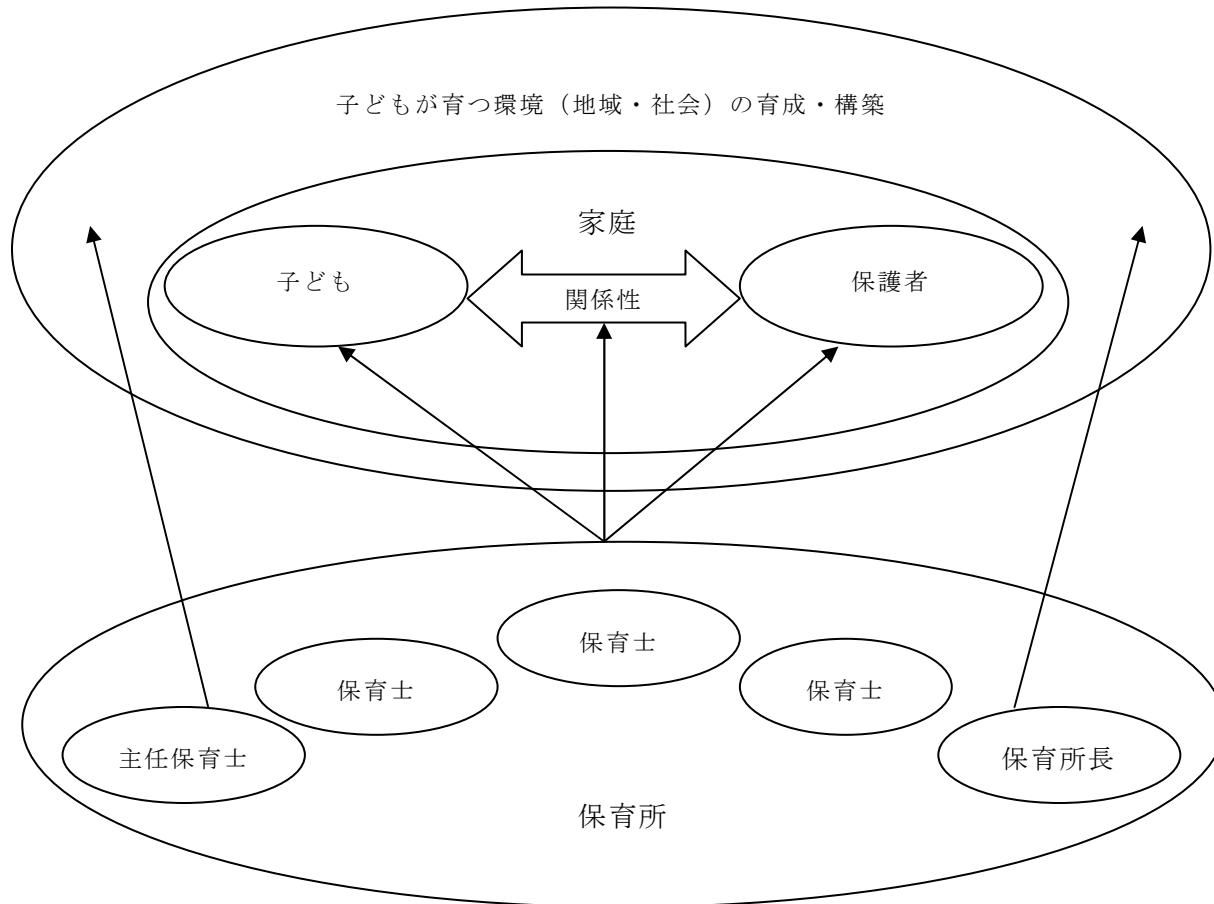 子どもが育つ環境（地域・社会）の育成・構築
家庭
子ども
関係性
保護者
保育士
保育士
保育士
主任保育士
保育所長
保育所